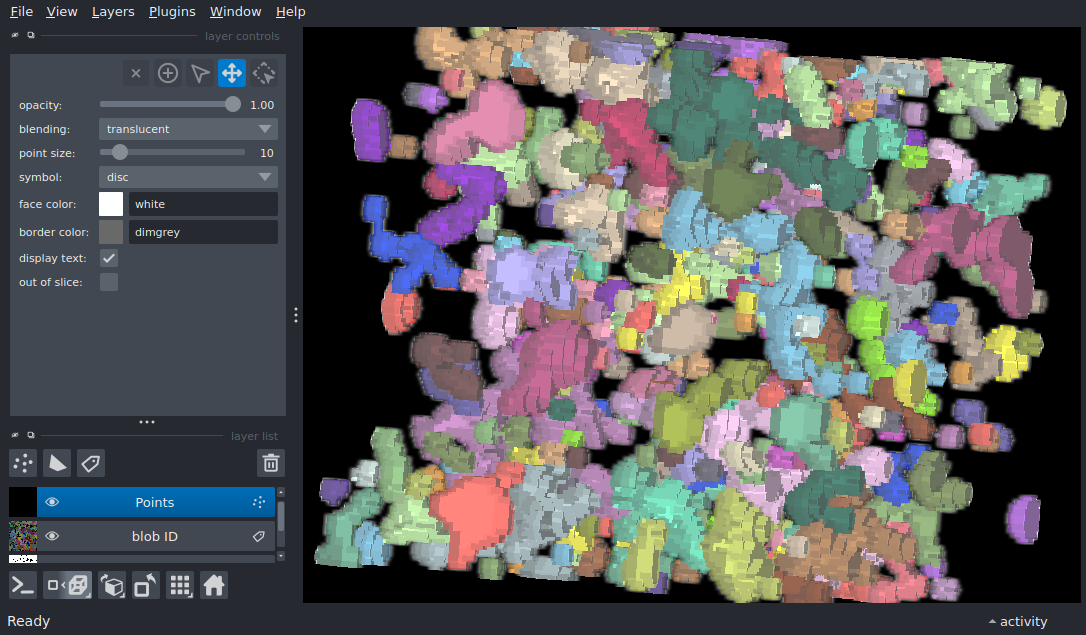 File View Layers Plugins Window Help
layer controls
opacity: 1.00
blending: translucent
point size: 10
symbol: disc
face color: white
border color: dimgrey
display text:
out of slice:
layer list
Points
blob ID
Ready
activity